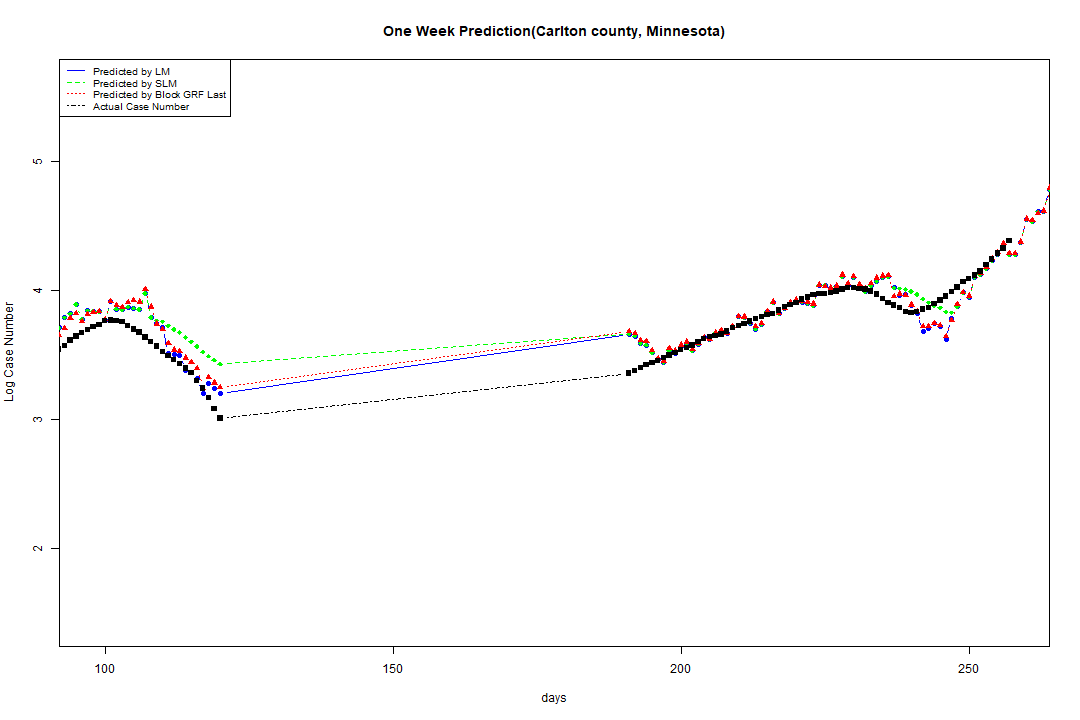 One Week Prediction(Carlton county, Minnesota)
Predicted by LM
Predicted by SLM
Predicted by Block GRF Last
Actual Case Number
Log Case Number
5
4
3
2
100 150 200 250
days